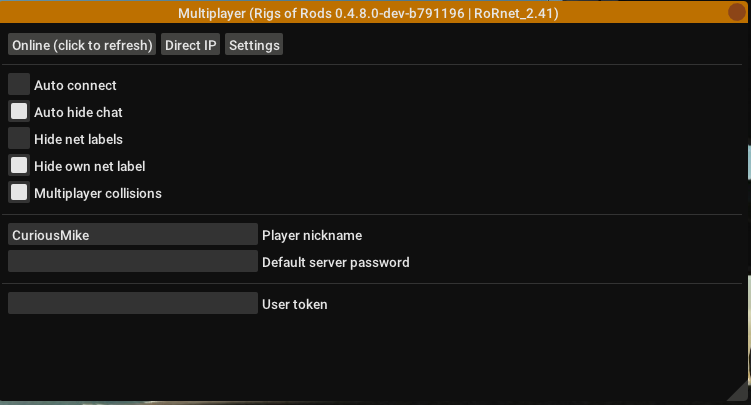 Multiplayer (Rigs of Rods 0.4.8.0-dev-b791196 | RoRnet_2.41)
Online (click to refresh) Direct IP Settings
Auto connect
Auto hide chat
Hide net labels
Hide own net label
Multiplayer collisions
CuriousMike Player nickname
Default server password
User token